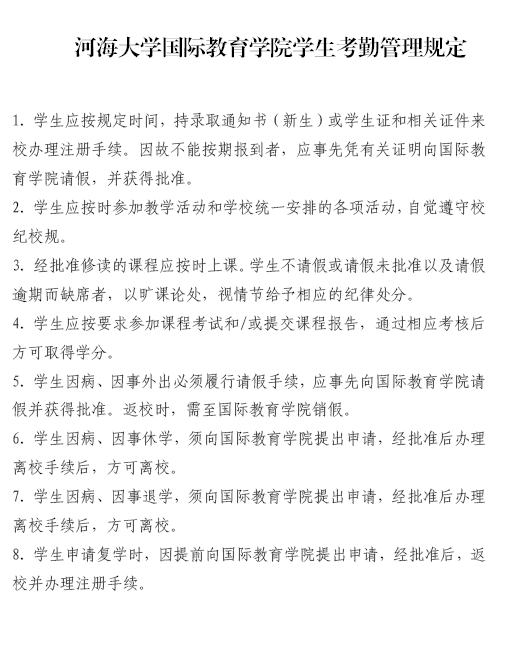 河海大学国际教育学院学生考勤管理规定
1. 学生应按规定时间，持录取通知书（新生）或学生证和相关证件来
校办理注册手续。因故不能按期报到者，应事先凭有关证明向国际教
育学院请假，并获得批准。
2. 学生应按时参加教学活动和学校统一安排的各项活动，自觉遵守校
纪校规。
3. 经批准修读的课程应按时上课。学生不请假或请假未批准以及请假
逾期而缺席者，以旷课论处，视情节给予相应的纪律处分。
4. 学生应按要求参加课程考试和/或提交课程报告，通过相应考核后
方可取得学分。
5. 学生因病、因事外出必须履行请假手续，应事先向国际教育学院请
假并获得批准。返校时，需至国际教育学院销假。
6. 学生因病、因事休学，须向国际教育学院提出申请，经批准后办理
离校手续后，方可离校。
7. 学生因病、因事退学，须向国际教育学院提出申请，经批准后办理
离校手续后，方可离校。
8. 学生申请复学时，因提前向国际教育学院提出申请，经批准后，返
校并办理注册手续。